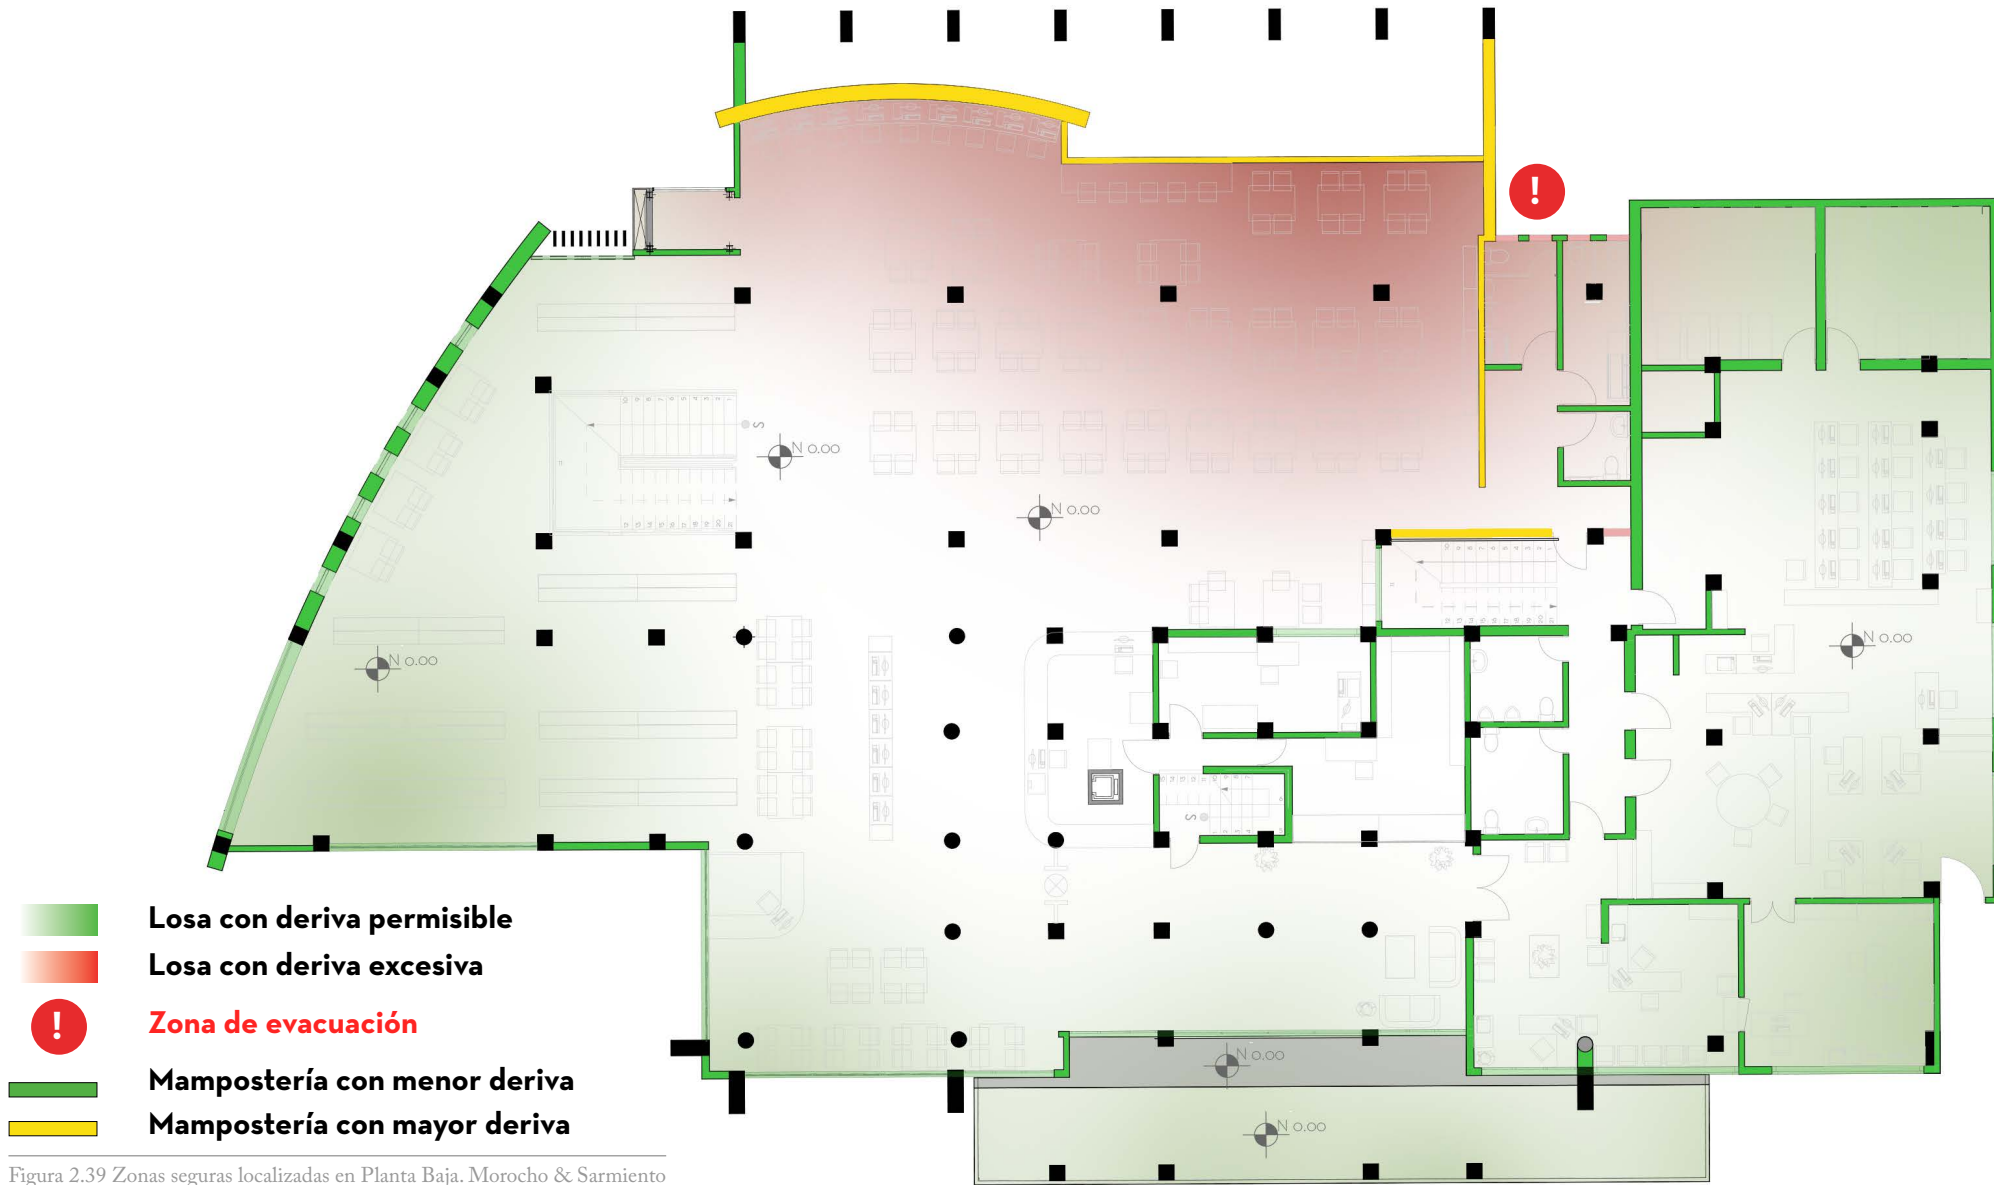 S
N 0.00
N 0.00
N 0.00
N 0.00
S
Losa con deriva permisible
Losa con deriva excesiva
! Zona de evacuación
Mampostería con menor deriva
Mampostería con mayor deriva
N 0.00
N 0.00
Figura 2.39 Zonas seguras localizadas en Planta Baja. Morocho & Sarmiento
!